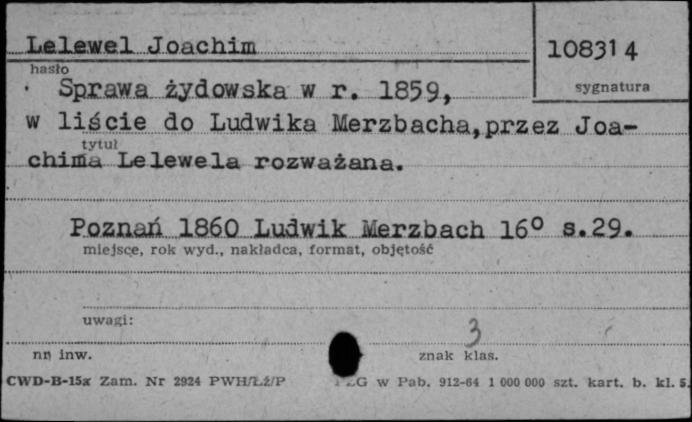 Lelewel Joachim
108314
hasło
sygnatura
Sprawa żydowska w r. 1859,
w liście do Ludwika Merzbacha,przez Joa-
tytuł
chima Lelewela rozważana.
Poznań 1860 Ludwik Merzbach 16° s.29.
miejsce, rok wyd., nakładca, format, objętość
uwagi:
3
nr inw.
znak klas.
CWD-B-15x Zam. Nr 2924 PWH/ŁŻ/P
w Pab. 912-64 1 000 000 szt. kart. b. kl. 5.